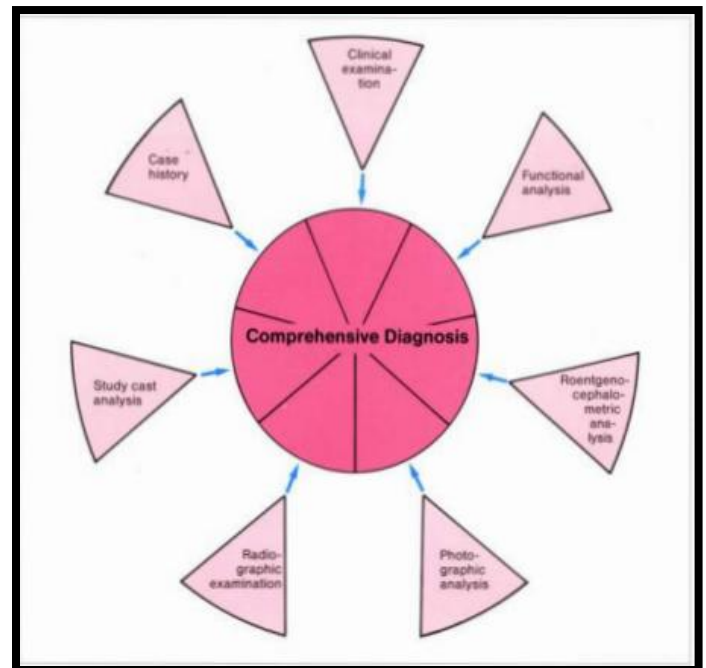 Clinical
examina-
tion
Case
history
Functional
analysis
Comprehensive Diagnosis
Study cast
analysis
Roentgeno-
cephalo-
metric
ana-
lysis
Radio-
graphic
examination
Photo-
graphic
analysis